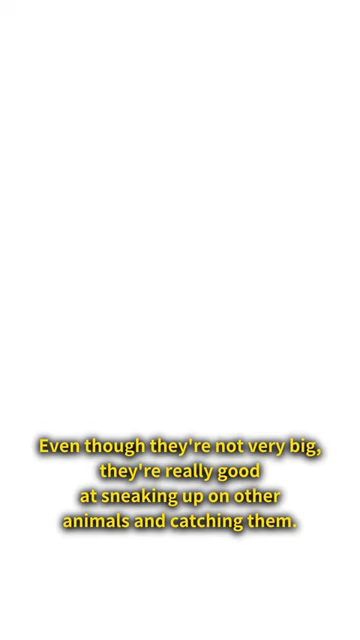 Even though they're not very big,
they're really good
at sneaking up on other
animals and catching them.